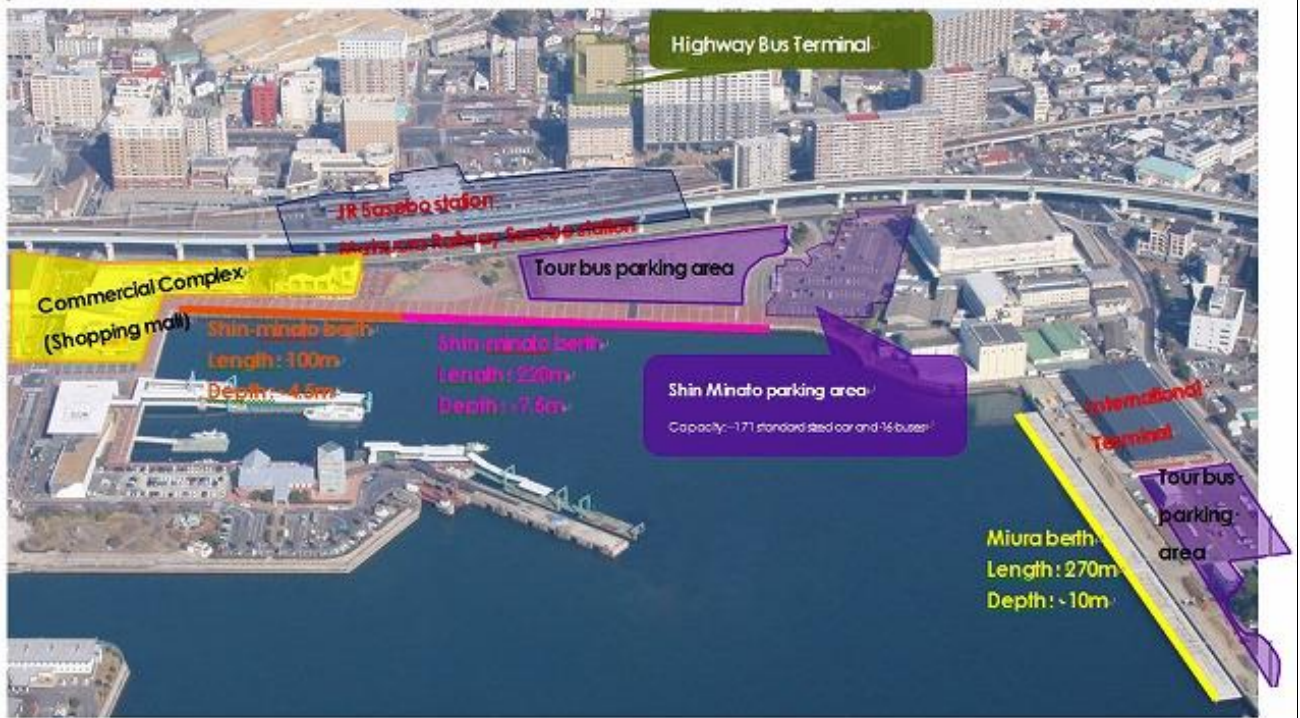 Highway Bus Terminal
JR Sasebo station
Matsuura Railway Sasebo station
Tour bus parking area
Commercial Complex
(Shopping mall)
Shin-minato berth
Length : 100m
Depth : -4.5m
Shin-minato berth
Length : 220m
Depth : -7.5m
Shin Minato parking area
Capacity: -171 standard sized car and -16 buses
International
Terminal
Tour bus
parking
area
Miura berth
Length : 270m
Depth : -10m